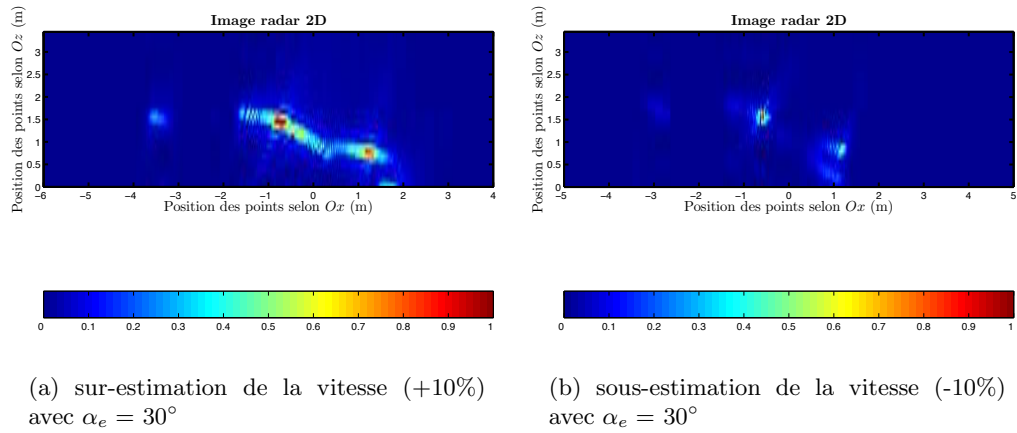 Image radar 2D
Position des points selon Oz (m)
3
2.5
2
1.5
1
0.5
0
−6 −5 −4 −3 −2 −1 0 1 2 3 4
Position des points selon Ox (m)
0 0.1 0.2 0.3 0.4 0.5 0.6 0.7 0.8 0.9 1
(a) sur-estimation de la vitesse (+10%)
avec αe = 30°
Image radar 2D
Position des points selon Oz (m)
3
2.5
2
1.5
1
0.5
0
−5 −4 −3 −2 −1 0 1 2 3 4 5
Position des points selon Ox (m)
0 0.1 0.2 0.3 0.4 0.5 0.6 0.7 0.8 0.9 1
(b) sous-estimation de la vitesse (-10%)
avec αe = 30°